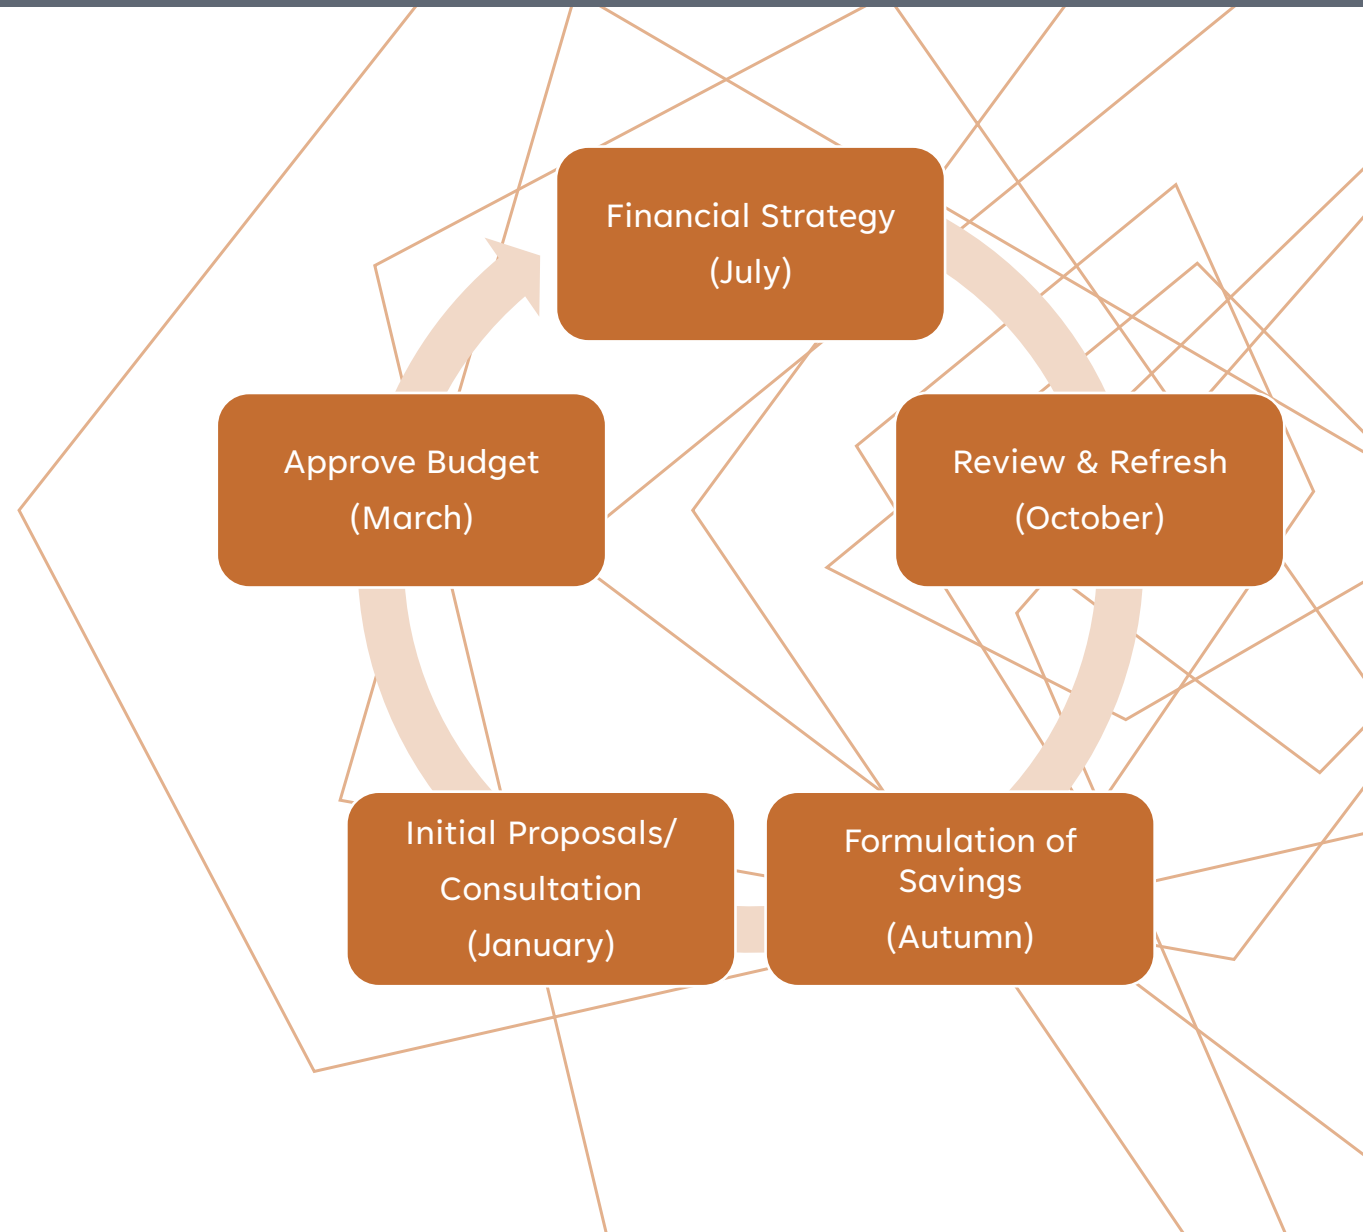 Financial Strategy
(July)
Review & Refresh
(October)
Formulation of
Savings
(Autumn)
Initial Proposals/
Consultation
(January)
Approve Budget
(March)